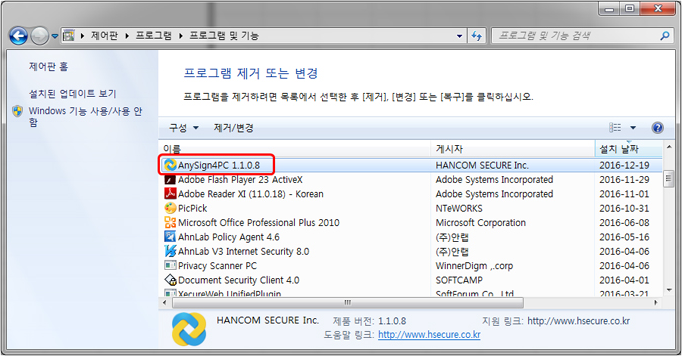 제어판 ▸ 프로그램 ▸ 프로그램 및 기능
프로그램 및 기능 검색
제어판 홈
설치된 업데이트 보기
Windows 기능 사용/사용 안
함
프로그램 제거 또는 변경
프로그램을 제거하려면 목록에서 선택한 후 [제거], [변경] 또는 [복구]를 클릭하십시오.
구성 제거/변경
이름 게시자 설치 날짜
AnySign4PC 1.1.0.8 HANCOM SECURE Inc. 2016-12-19
Adobe Flash Player 23 ActiveX Adobe Systems Incorporated 2016-11-29
Adobe Reader XI (11.0.18) - Korean Adobe Systems Incorporated 2016-11-01
PicPick NTeWORKS 2016-10-31
Microsoft Office Professional Plus 2010 Microsoft Corporation 2016-06-08
AhnLab Policy Agent 4.6 (주)안랩 2016-05-16
AhnLab V3 Internet Security 8.0 (주)안랩 2016-04-06
Privacy Scanner PC WinnerDigm ,.corp 2016-04-06
Document Security Client 4.0 SOFTCAMP 2016-04-06
XecureWeb UnifiedPlugin SoftForum Co., Ltd. 2016-03-21
HANCOM SECURE Inc. 제품 버전: 1.1.0.8 지원 링크: http://www.hsecure.co.kr
도움말 링크: http://www.hsecure.co.kr